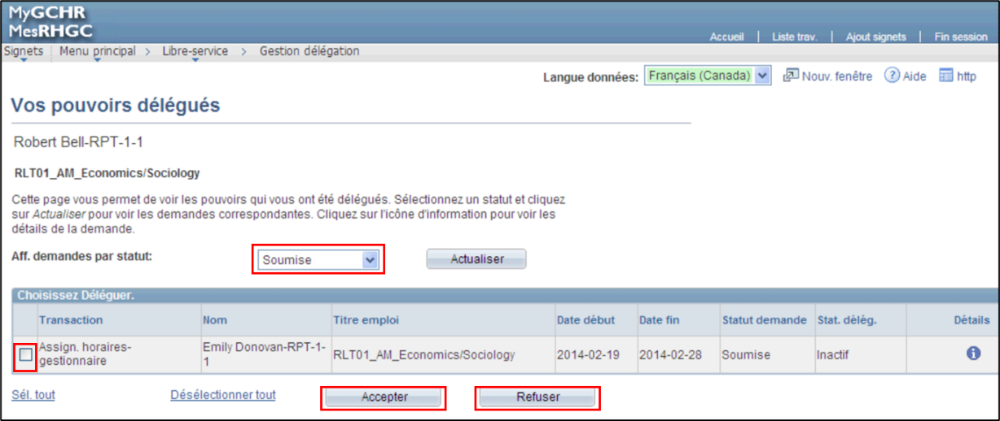 MyGCHR
MesRHGC
Accueil | Liste trav. | Ajout signets | Fin session
Signets Menu principal > Libre-service > Gestion délégation
Langue données: Français (Canada) Nouv. fenêtre Aide http
Vos pouvoirs délégués
Robert Bell-RPT-1-1
RLT01_AM_Economics/Sociology
Cette page vous permet de voir les pouvoirs qui vous ont été délégués. Sélectionnez un statut et cliquez
sur Actualiser pour voir les demandes correspondantes. Cliquez sur l'icône d'information pour voir les
détails de la demande.
Aff. demandes par statut: Soumise Actualiser
Choisissez Déléguer.
Transaction Nom Titre emploi Date début Date fin Statut demande Stat. délég. Détails
Assign. horaires-
gestionnaire
Emily Donovan-RPT-1-
1
RLT01_AM_Economics/Sociology 2014-02-19 2014-02-28 Soumise Inactif
Sél. tout Désélectionner tout Accepter Refuser